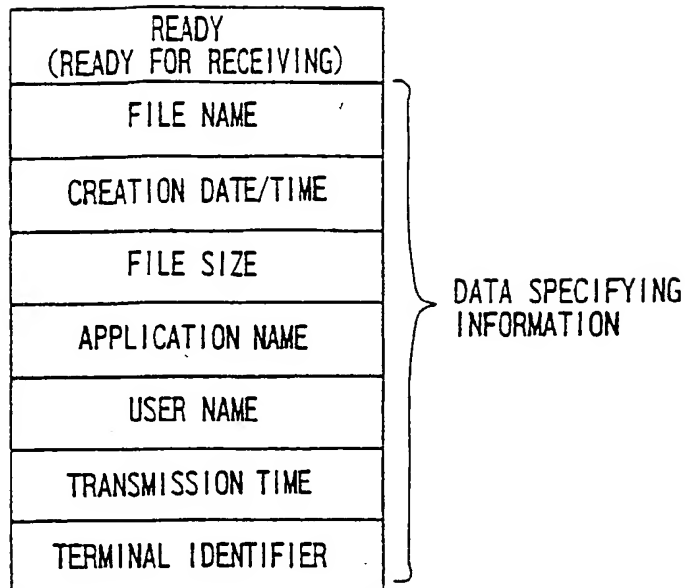 READY
(READY FOR RECEIVING)
FILE NAME
CREATION DATE/TIME
FILE SIZE
APPLICATION NAME
USER NAME
TRANSMISSION TIME
TERMINAL IDENTIFIER
DATA SPECIFYING
INFORMATION